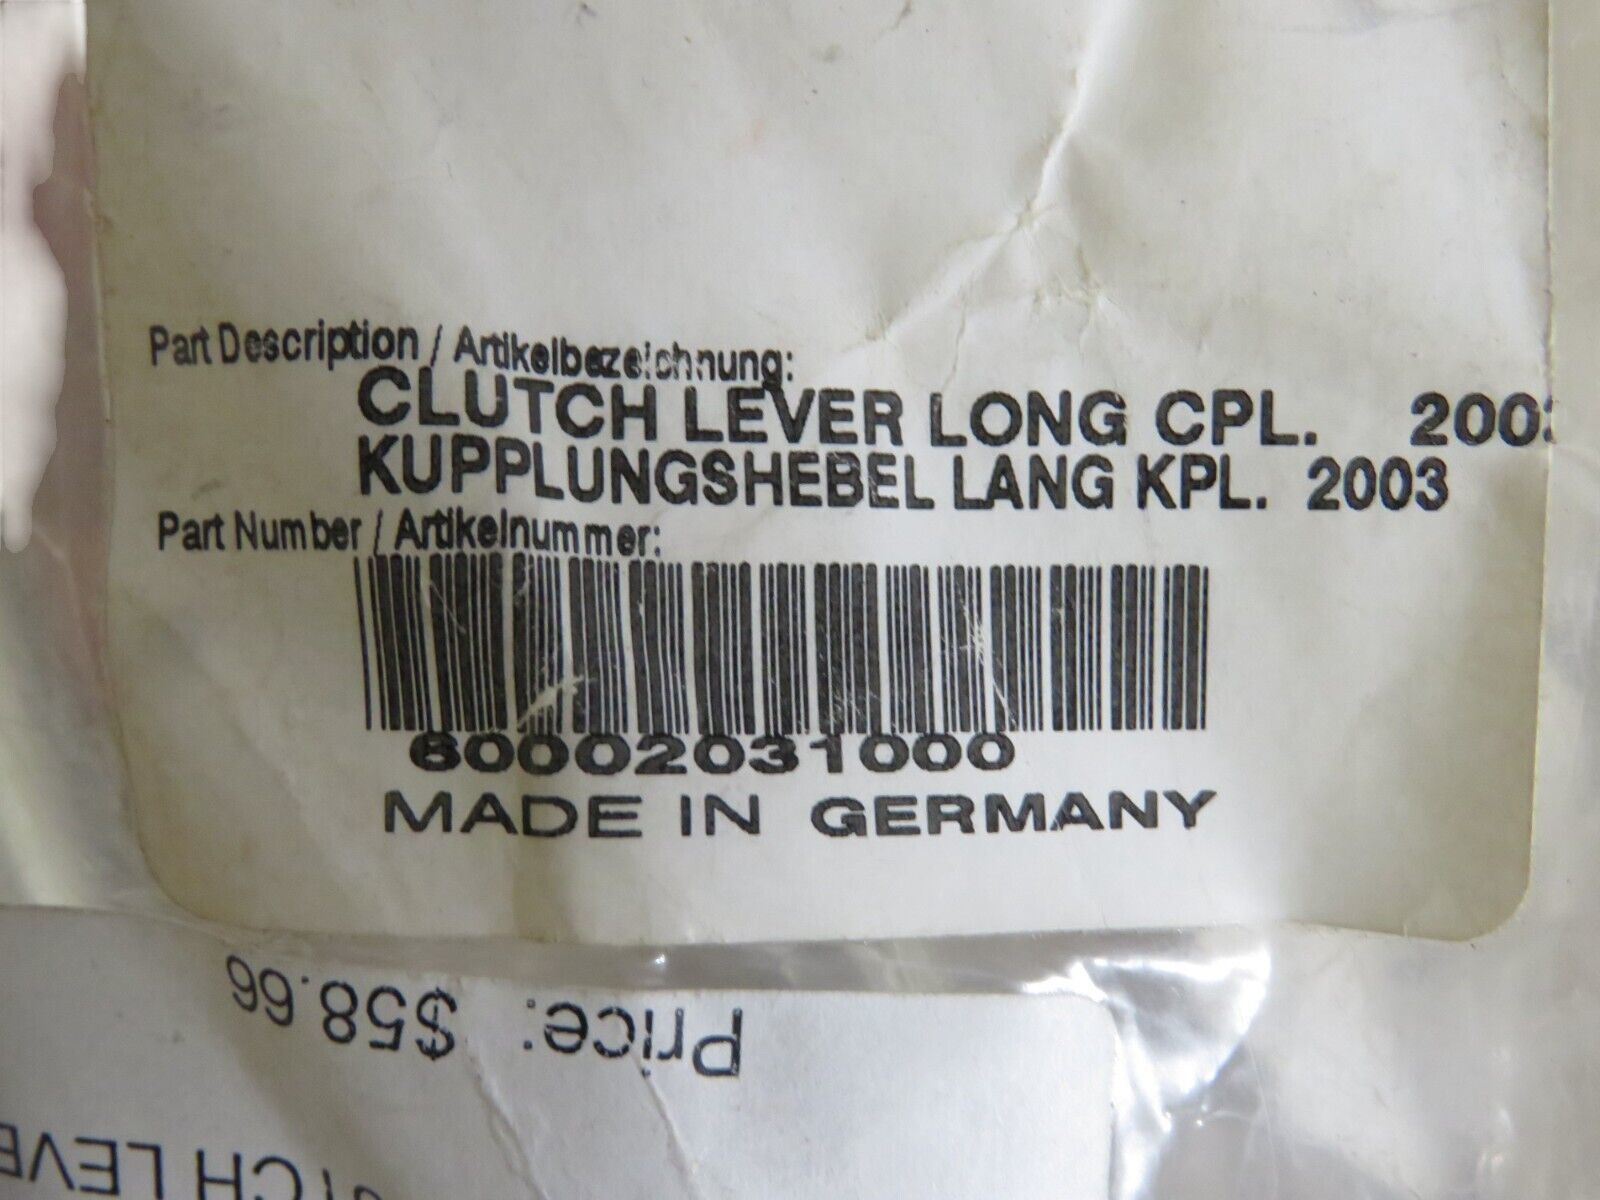 Part Description / Artikelbezeichnung:
CLUTCH LEVER LONG CPL. 2003
KUPPLUNGSHEBEL LANG KPL. 2003
Part Number / Artikelnummer:
60002031000
MADE IN GERMANY
Price: $58.66